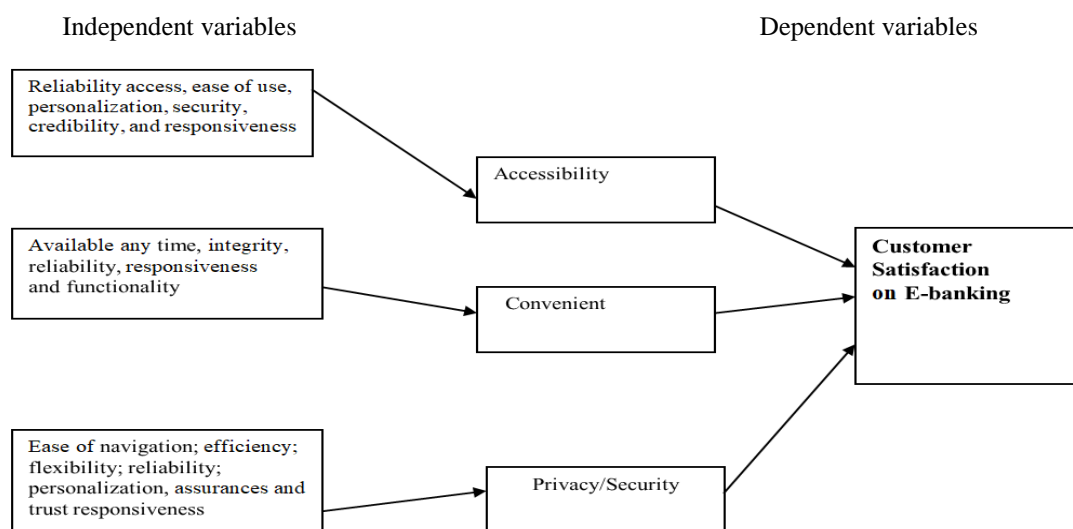 Independent variables
Dependent variables
Reliability access, ease of use,
personalization, security,
credibility, and responsiveness
Accessibility
Available any time, integrity,
reliability, responsiveness
and functionality
Convenient
Customer
Satisfaction
on E-banking
Ease of navigation; efficiency;
flexibility; reliability;
personalization, assurances and
trust responsiveness
Privacy/Security